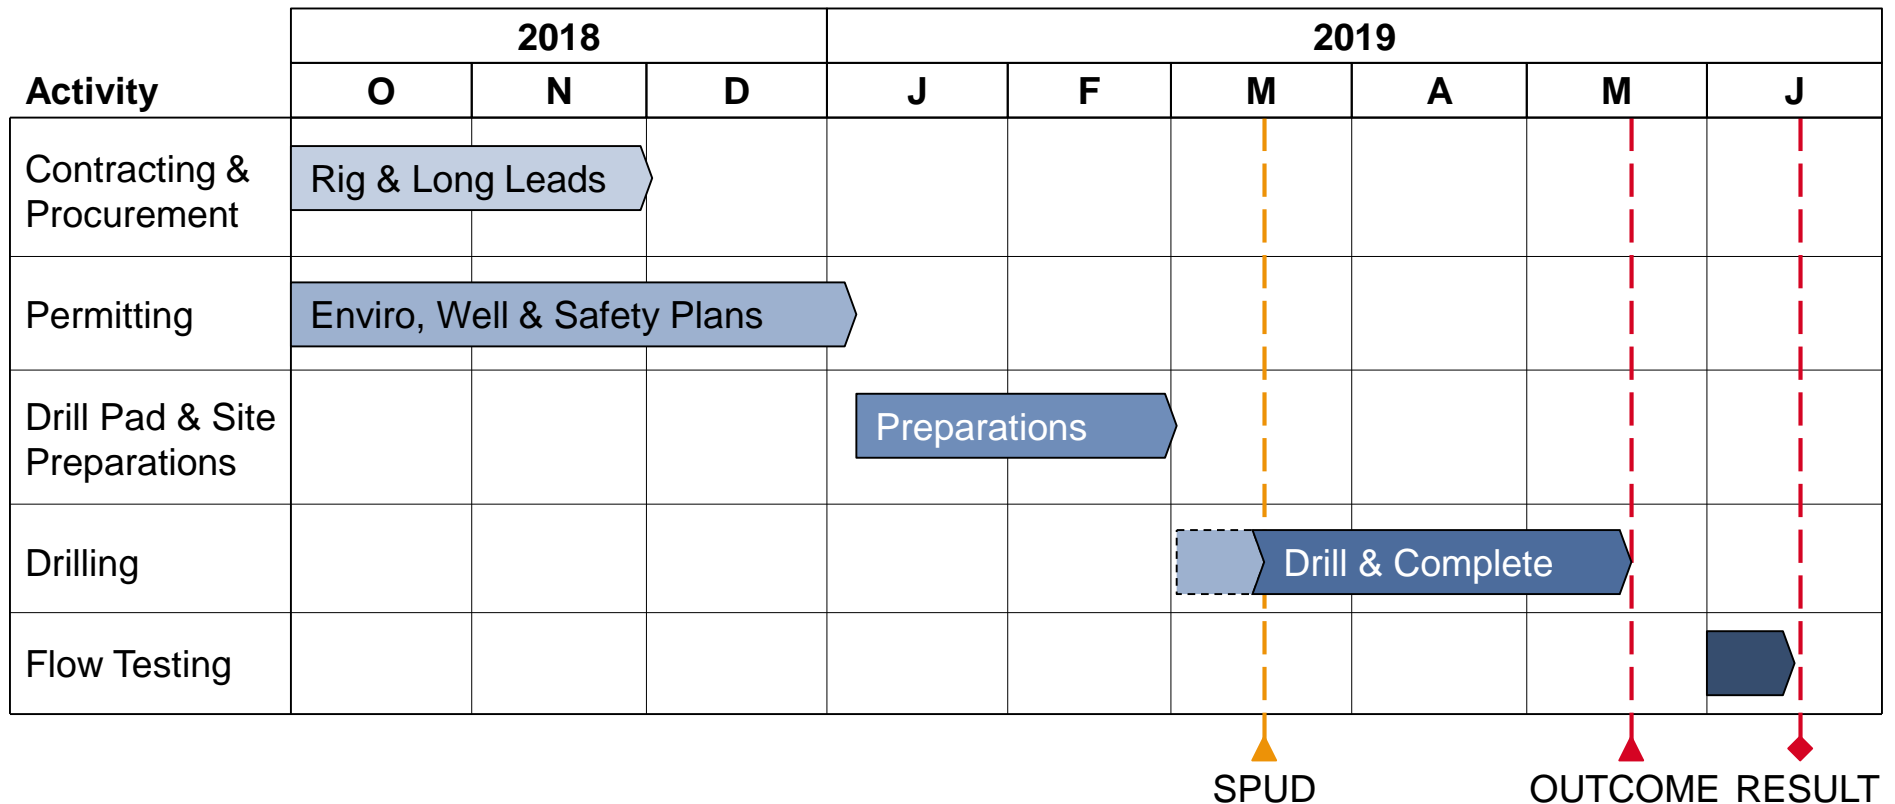 2018 2019
Activity O N D J F M A M J
Contracting &
Procurement
Rig & Long Leads
Permitting
Enviro, Well & Safety Plans
Drill Pad & Site
Preparations
Preparations
Drilling
Drill & Complete
Flow Testing
SPUD OUTCOME RESULT